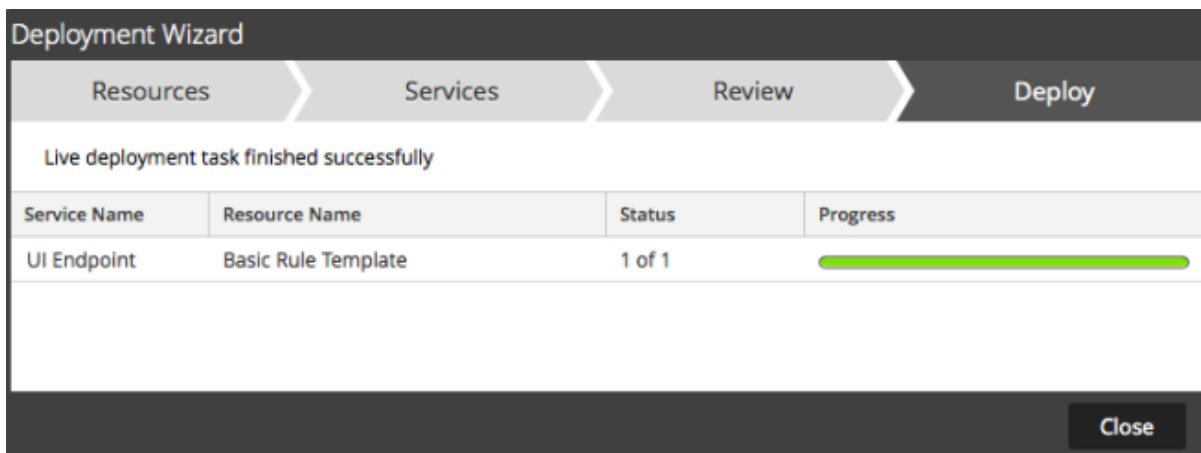 Deployment Wizard
Resources Services Review Deploy
Live deployment task finished successfully
Service Name Resource Name Status Progress
UI Endpoint Basic Rule Template 1 of 1
Close